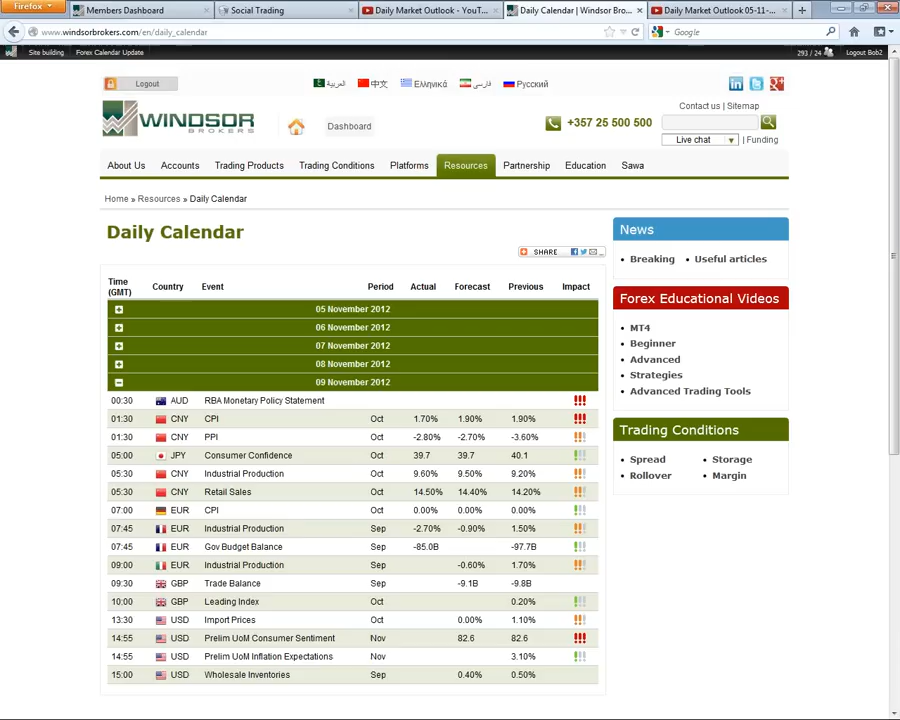 Firefox
Members Dashboard
Social Trading
Daily Market Outlook - YouT...
Daily Calendar | Windsor Bro...
Daily Market Outlook 05-11-...
www.windsorbrokers.com/en/daily_calendar
Google
Site building Forex Calendar Update
293 / 24 Logout Bob2
Logout
العربية 中文 Ελληνικά فارسی Русский
Contact us | Sitemap
WINDSOR
BROKERS
Dashboard
+357 25 500 500
Live chat | Funding
About Us Accounts Trading Products Trading Conditions Platforms Resources Partnership Education Sawa
Home » Resources » Daily Calendar
Daily Calendar
SHARE
Time (GMT) Country Event Period Actual Forecast Previous Impact
05 November 2012
06 November 2012
07 November 2012
08 November 2012
09 November 2012
00:30 AUD RBA Monetary Policy Statement
01:30 CNY CPI Oct 1.70% 1.90% 1.90%
01:30 CNY PPI Oct -2.80% -2.70% -3.60%
05:00 JPY Consumer Confidence Oct 39.7 39.7 40.1
05:30 CNY Industrial Production Oct 9.60% 9.50% 9.20%
05:30 CNY Retail Sales Oct 14.50% 14.40% 14.20%
07:00 EUR CPI Oct 0.00% 0.00% 0.00%
07:45 EUR Industrial Production Sep -2.70% -0.90% 1.50%
07:45 EUR Gov Budget Balance Sep -85.0B -97.7B
09:00 EUR Industrial Production Sep -0.60% 1.70%
09:30 GBP Trade Balance Sep -9.1B -9.8B
10:00 GBP Leading Index Oct 0.20%
13:30 USD Import Prices Oct 0.00% 1.10%
14:55 USD Prelim UoM Consumer Sentiment Nov 82.6 82.6
14:55 USD Prelim UoM Inflation Expectations Nov 3.10%
15:00 USD Wholesale Inventories Sep 0.40% 0.50%
News
Breaking
Useful articles
Forex Educational Videos
MT4
Beginner
Advanced
Strategies
Advanced Trading Tools
Trading Conditions
Spread Storage
Rollover Margin